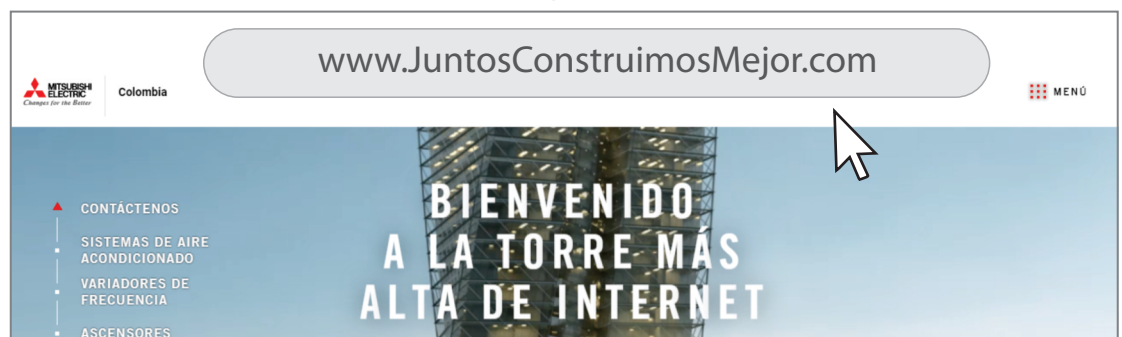 www.JuntosConstruimosMejor.com
MITSUBISHI
ELECTRIC
Changes for the Better
Colombia
MENÚ
CONTÁCTENOS
SISTEMAS DE AIRE
ACONDICIONADO
VARIADORES DE
FRECUENCIA
ASCENSORES
BIENVENIDO
A LA TORRE MÁS
ALTA DE INTERNET